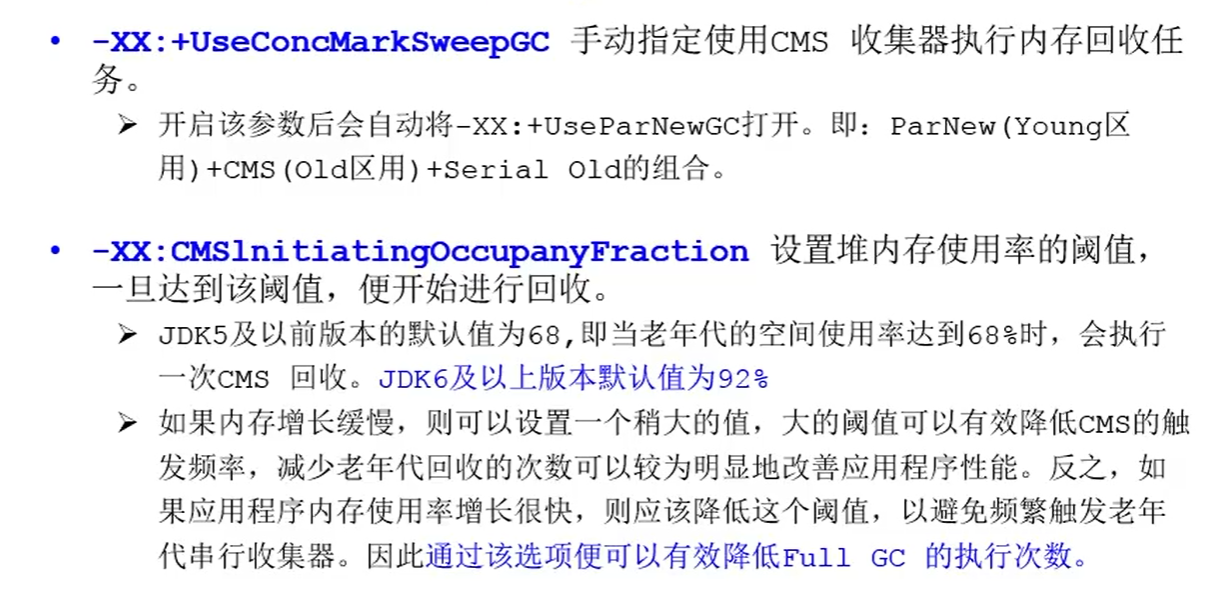 • -XX:+UseConcMarkSweepGC 手动指定使用CMS 收集器执行内存回收任
务。
➢ 开启该参数后会自动将-XX:+UseParNewGC打开。即：ParNew(Young区
用)+CMS(Old区用)+Serial Old的组合。
• -XX:CMSlnitiatingOccupanyFraction 设置堆内存使用率的阈值，
一旦达到该阈值，便开始进行回收。
➢ JDK5及以前版本的默认值为68,即当老年代的空间使用率达到68%时，会执行
一次CMS 回收。JDK6及以上版本默认值为92%
➢ 如果内存增长缓慢，则可以设置一个稍大的值，大的阈值可以有效降低CMS的触
发频率，减少老年代回收的次数可以较为明显地改善应用程序性能。反之，如
果应用程序内存使用率增长很快，则应该降低这个阈值，以避免频繁触发老年
代串行收集器。因此通过该选项便可以有效降低Full GC 的执行次数。